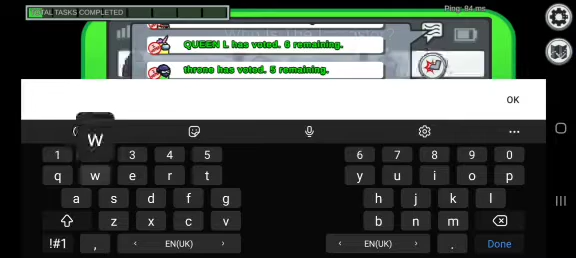 TOTAL TASKS COMPLETED
Ping: 84 ms
QUEEN L has voted. 6 remaining.
throne has voted. 5 remaining.
OK
W
1 3 4 5 6 7 8 9 0
q w e r t y u i o p
a s d f g h j k l
z x c v b n m
!#1 , EN(UK) EN(UK) . Done